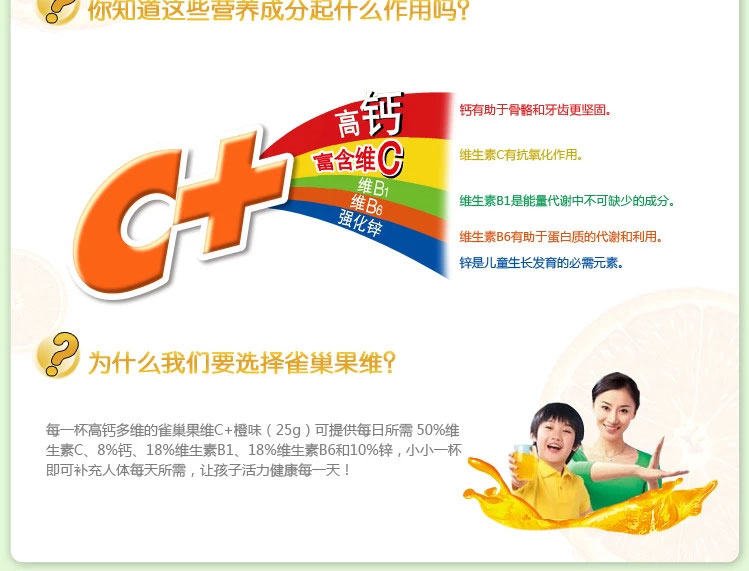 你知道这些营养成分起什么作用吗?
C+
高钙
富含维C
维B1
维B6
强化锌
钙有助于骨骼和牙齿更坚固。
维生素C有抗氧化作用。
维生素B1是能量代谢中不可缺少的成分。
维生素B6有助于蛋白质的代谢和利用。
锌是儿童生长发育的必需元素。
为什么我们要选择雀巢果维?
每一杯高钙多维的雀巢果维C+橙味（25g）可提供每日所需 50%维
生素C、8%钙、18%维生素B1、18%维生素B6和10%锌，小小一杯
即可补充人体每天所需，让孩子活力健康每一天！